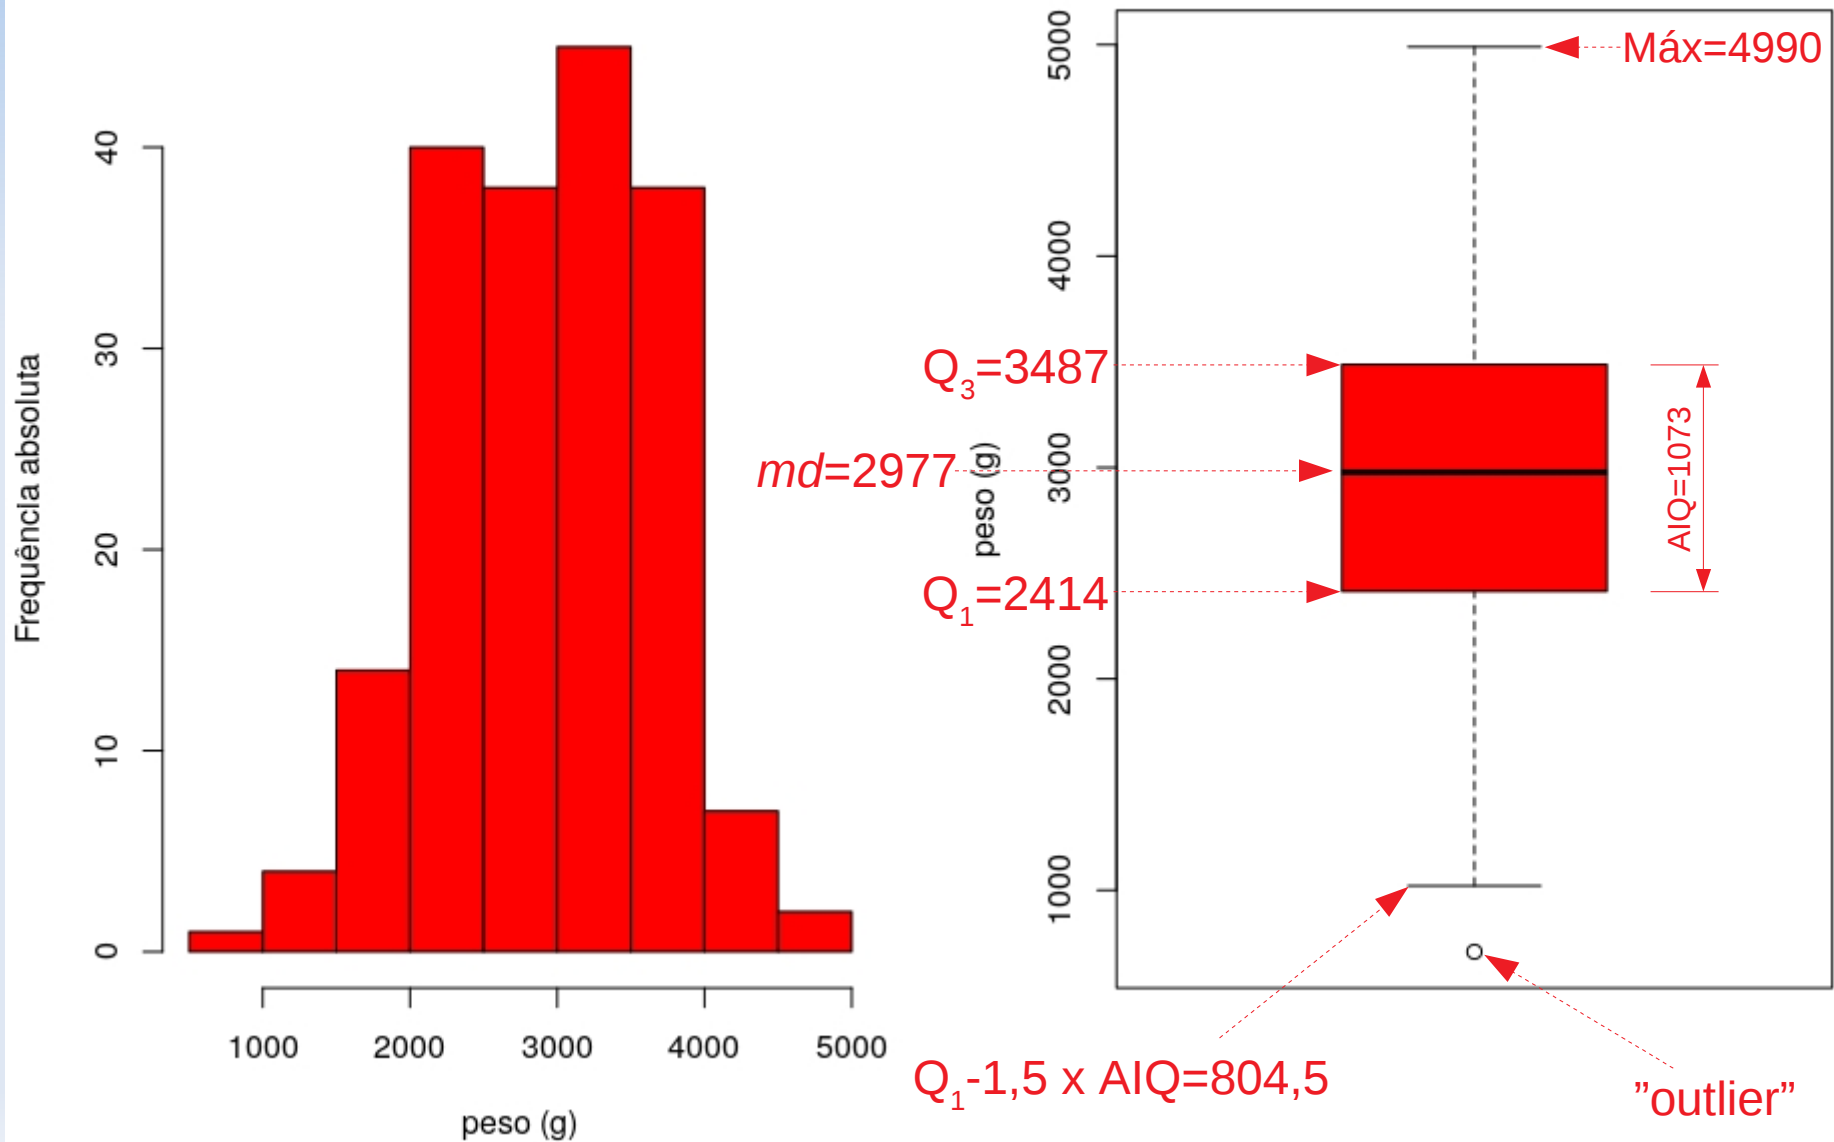 Frequência absoluta
40
30
20
10
0
1000 2000 3000 4000 5000
peso (g)
peso (g)
5000
4000
3000
2000
1000
Máx=4990
Q3=3487
md=2977
Q1=2414
AIQ=1073
Q1-1,5 x AIQ=804,5
”outlier”